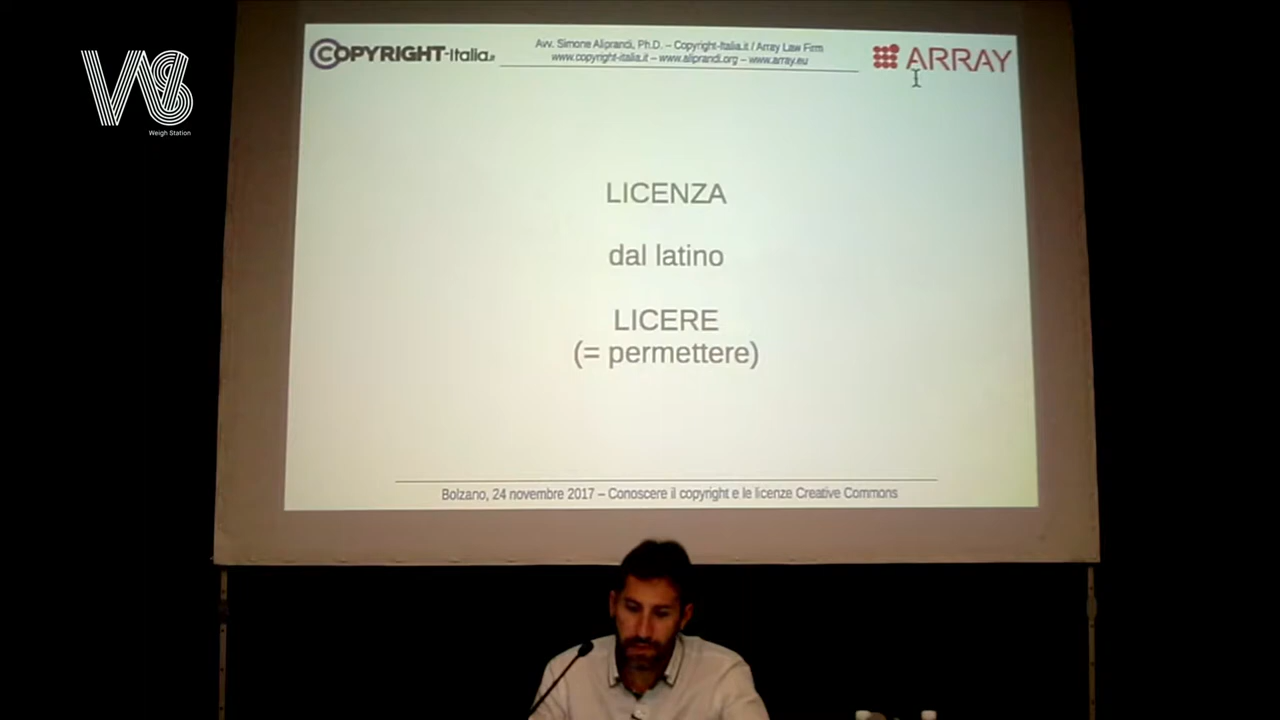 WS
Weigh Station
COPYRIGHT-Italia.it
Avv. Simone Aliprandi, Ph.D. – Copyright-Italia.it / Array Law Firm
www.copyright-italia.it – www.aliprandi.org – www.array.eu
ARRAY
LICENZA
dal latino
LICERE
(= permettere)
Bolzano, 24 novembre 2017 – Conoscere il copyright e le licenze Creative Commons